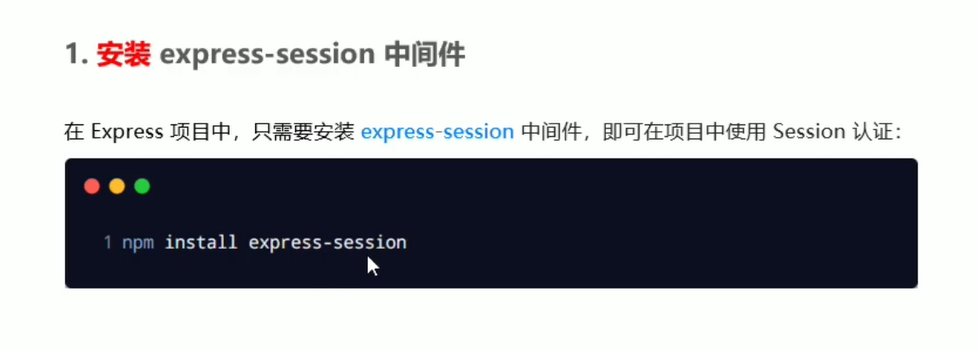 1. 安装 express-session 中间件
在 Express 项目中，只需要安装 express-session 中间件，即可在项目中使用 Session 认证：
1 npm install express-session